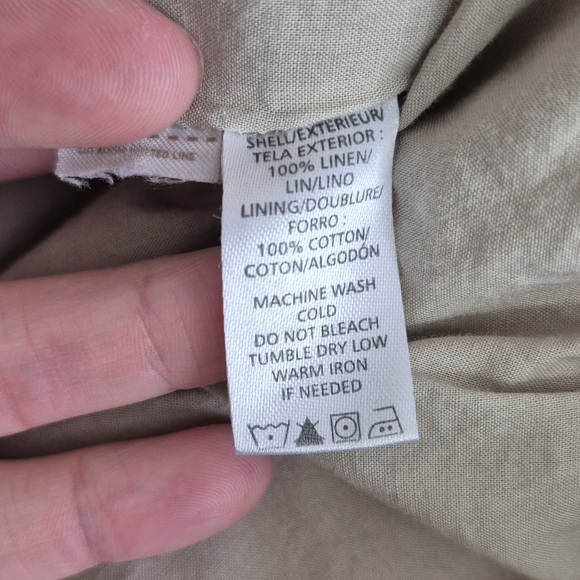 SHELL/EXTERIEUR/
TELA EXTERIOR :
100% LINEN/
LIN/LINO
LINING/DOUBLURE/
FORRO :
100% COTTON/
COTON/ALGODÓN
MACHINE WASH
COLD
DO NOT BLEACH
TUMBLE DRY LOW
WARM IRON
IF NEEDED
LINE